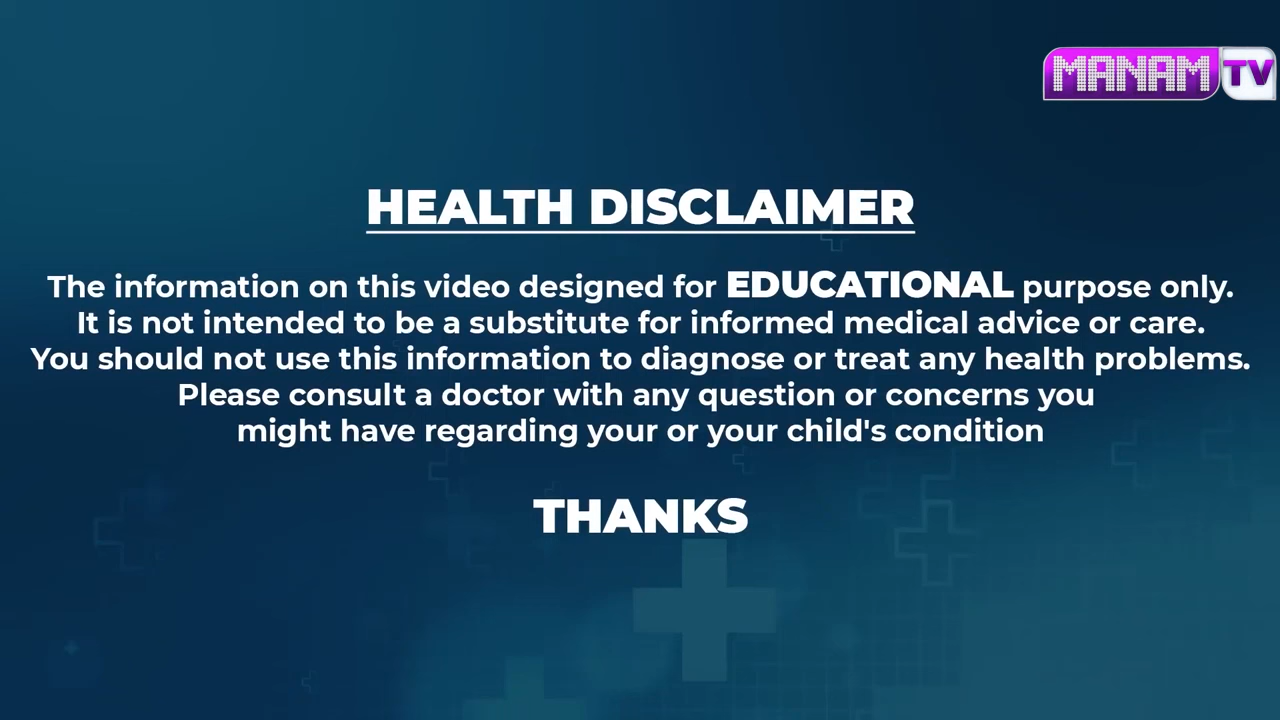 MANAM TV
HEALTH DISCLAIMER
The information on this video designed for EDUCATIONAL purpose only.
It is not intended to be a substitute for informed medical advice or care.
You should not use this information to diagnose or treat any health problems.
Please consult a doctor with any question or concerns you
might have regarding your or your child's condition
THANKS